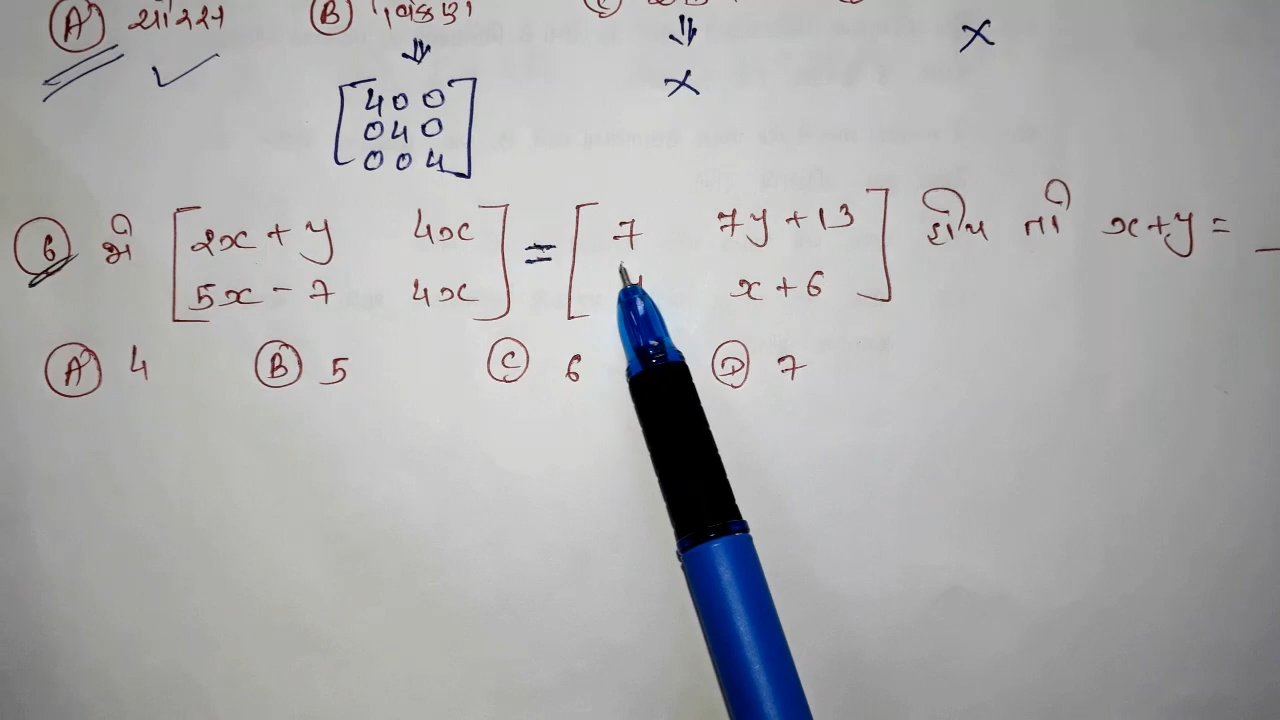 (A) યોરસ (B) વિકર્ણ
[4 0 0
0 4 0
0 0 4]
6 જો [2x + y 4x] = [7 7y + 13] હોય તો x+y = _
[5x - 7 4x] [x + 6]
(A) 4 (B) 5 (C) 6 (D) 7